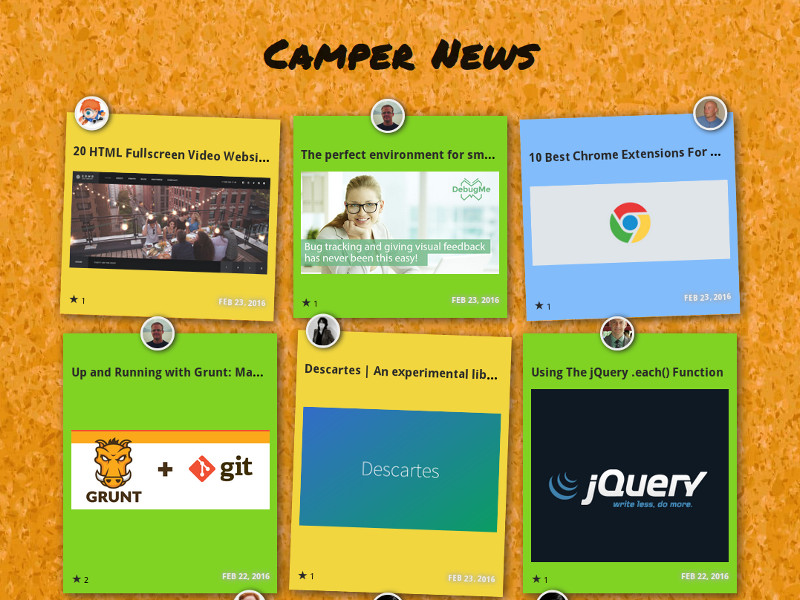 Camper News
20 HTML Fullscreen Video Websi...
★ 1
FEB 23, 2016
The perfect environment for sm...
DebugMe
Bug tracking and giving visual feedback
has never been this easy!
★ 1
FEB 23, 2016
10 Best Chrome Extensions For ...
★ 1
FEB 23, 2016
Up and Running with Grunt: Ma...
GRUNT
+
git
★ 2
FEB 22, 2016
Descartes | An experimental lib...
Descartes
★ 1
FEB 23, 2016
Using The jQuery .each() Function
jQuery
write less, do more.
★ 1
FEB 22, 2016